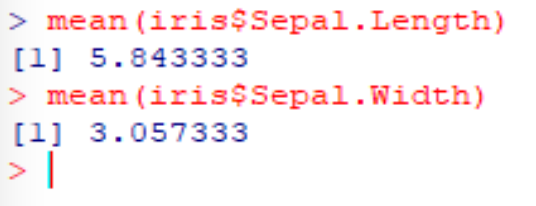 > mean(iris$Sepal.Length)
[1] 5.843333
> mean(iris$Sepal.Width)
[1] 3.057333
>